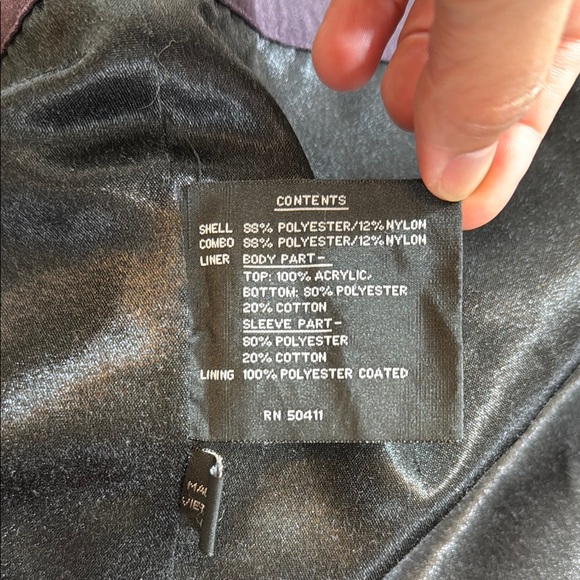 CONTENTS
SHELL 88% POLYESTER/12% NYLON
COMBO 88% POLYESTER/12% NYLON
LINER BODY PART-
TOP: 100% ACRYLIC,
BOTTOM: 80% POLYESTER
20% COTTON
SLEEVE PART-
80% POLYESTER
20% COTTON
LINING 100% POLYESTER COATED
RN 50411